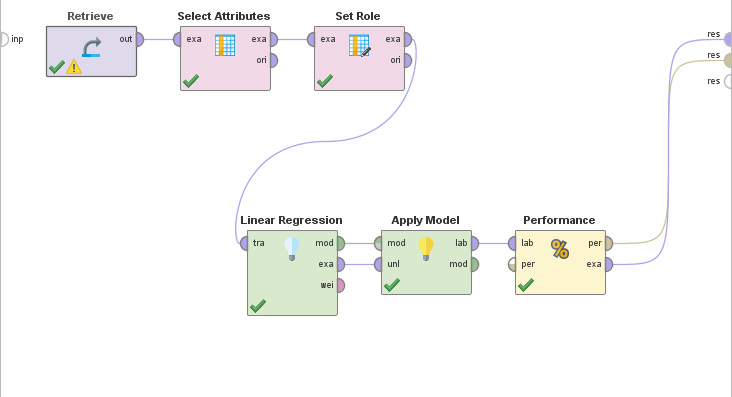 Retrieve
Select Attributes
Set Role
inp
out
exa
exa
ori
exa
exa
ori
res
res
res
Linear Regression
Apply Model
Performance
tra
mod
exa
wei
mod
lab
unl
mod
lab
per
%
per
exa